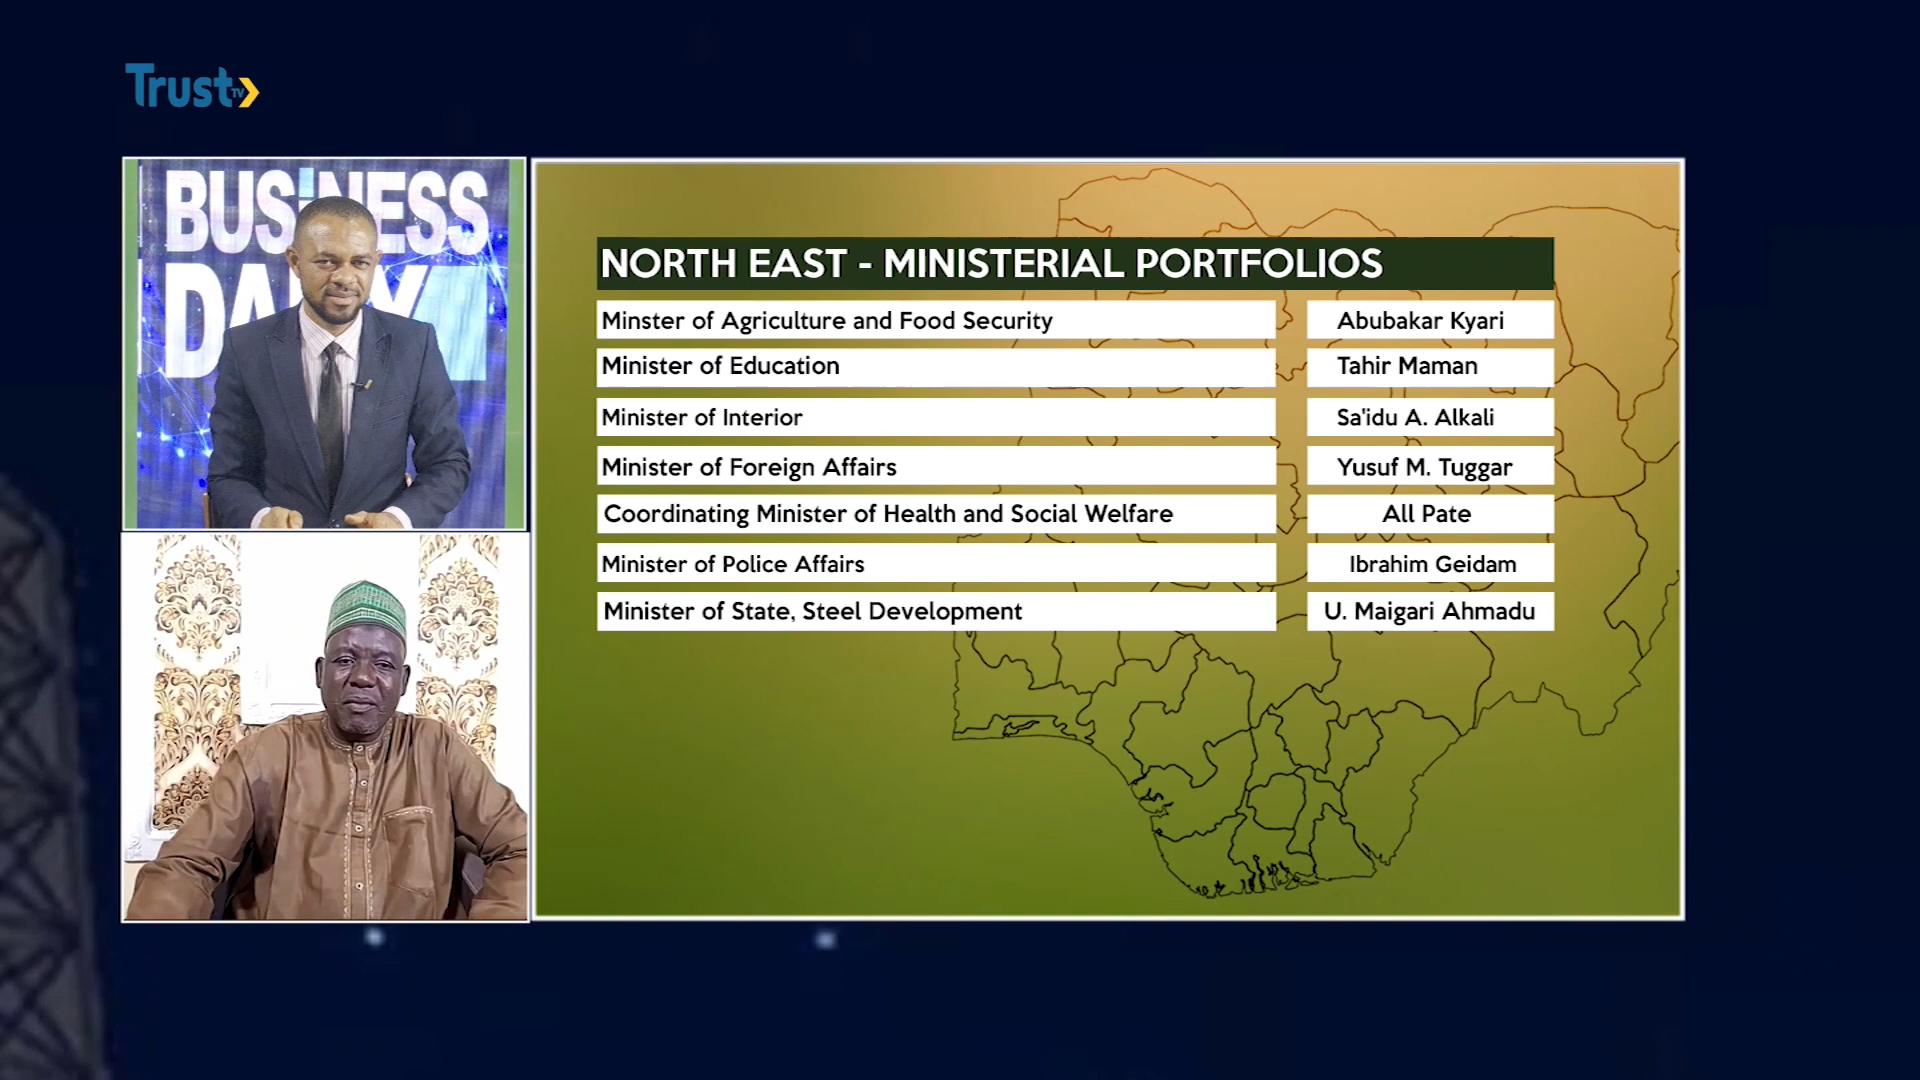 Trust TV
BUSINESS
DAILY
NORTH EAST - MINISTERIAL PORTFOLIOS
Minster of Agriculture and Food Security Abubakar Kyari
Minister of Education Tahir Maman
Minister of Interior Sa'idu A. Alkali
Minister of Foreign Affairs Yusuf M. Tuggar
Coordinating Minister of Health and Social Welfare All Pate
Minister of Police Affairs Ibrahim Geidam
Minister of State, Steel Development U. Maigari Ahmadu